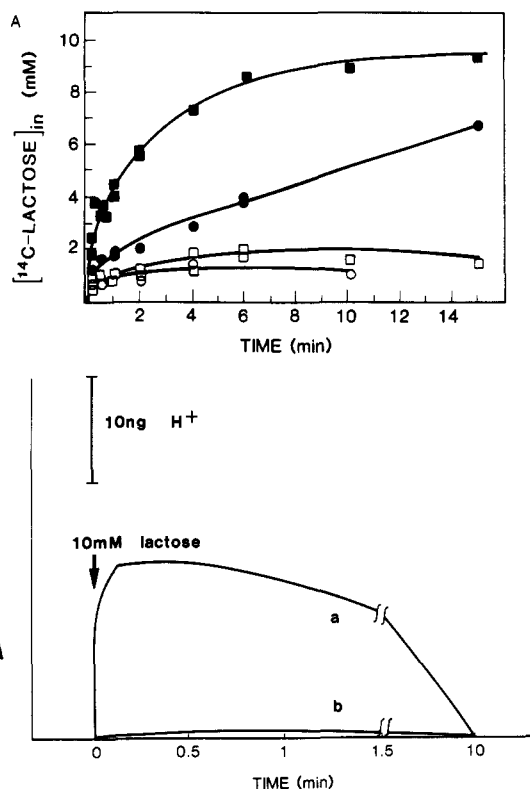 A
10
8
6
4
2
[¹⁴C-LACTOSE]in (mM)
2 4 6 8 10 12 14
TIME (min)
10ng H⁺
10mM lactose
a
b
0 0.5 1 1.5 10
TIME (min)